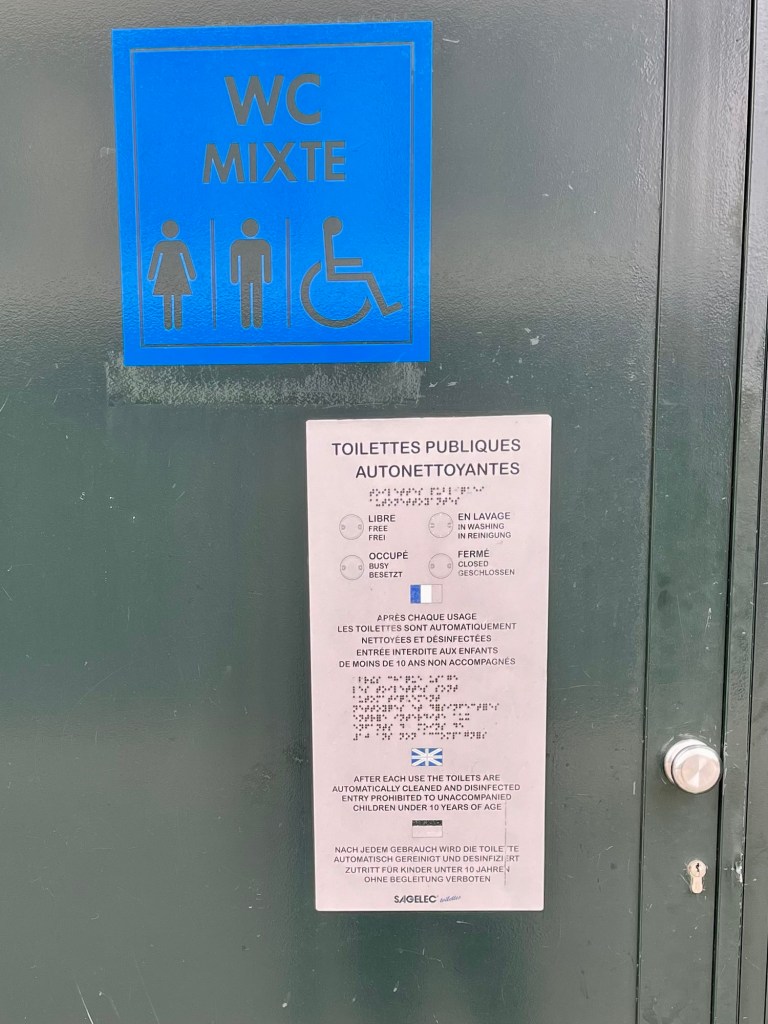 WC
MIXTE
TOILETTES PUBLIQUES
AUTONETTOYANTES
LIBRE
FREE
FREI
EN LAVAGE
IN WASHING
IN REINIGUNG
OCCUPÉ
BUSY
BESETZT
FERMÉ
CLOSED
GESCHLOSSEN
APRÈS CHAQUE USAGE
LES TOILETTES SONT AUTOMATIQUEMENT
NETTOYÉES ET DÉSINFECTÉES
ENTRÉE INTERDITE AUX ENFANTS
DE MOINS DE 10 ANS NON ACCOMPAGNÉS
AFTER EACH USE THE TOILETS ARE
AUTOMATICALLY CLEANED AND DISINFECTED
ENTRY PROHIBITED TO UNACCOMPANIED
CHILDREN UNDER 10 YEARS OF AGE
NACH JEDEM GEBRAUCH WIRD DIE TOILETTE
AUTOMATISCH GEREINIGT UND DESINFIZIERT
ZUTRITT FÜR KINDER UNTER 10 JAHREN
OHNE BEGLEITUNG VERBOTEN
SAGELEC toilettes